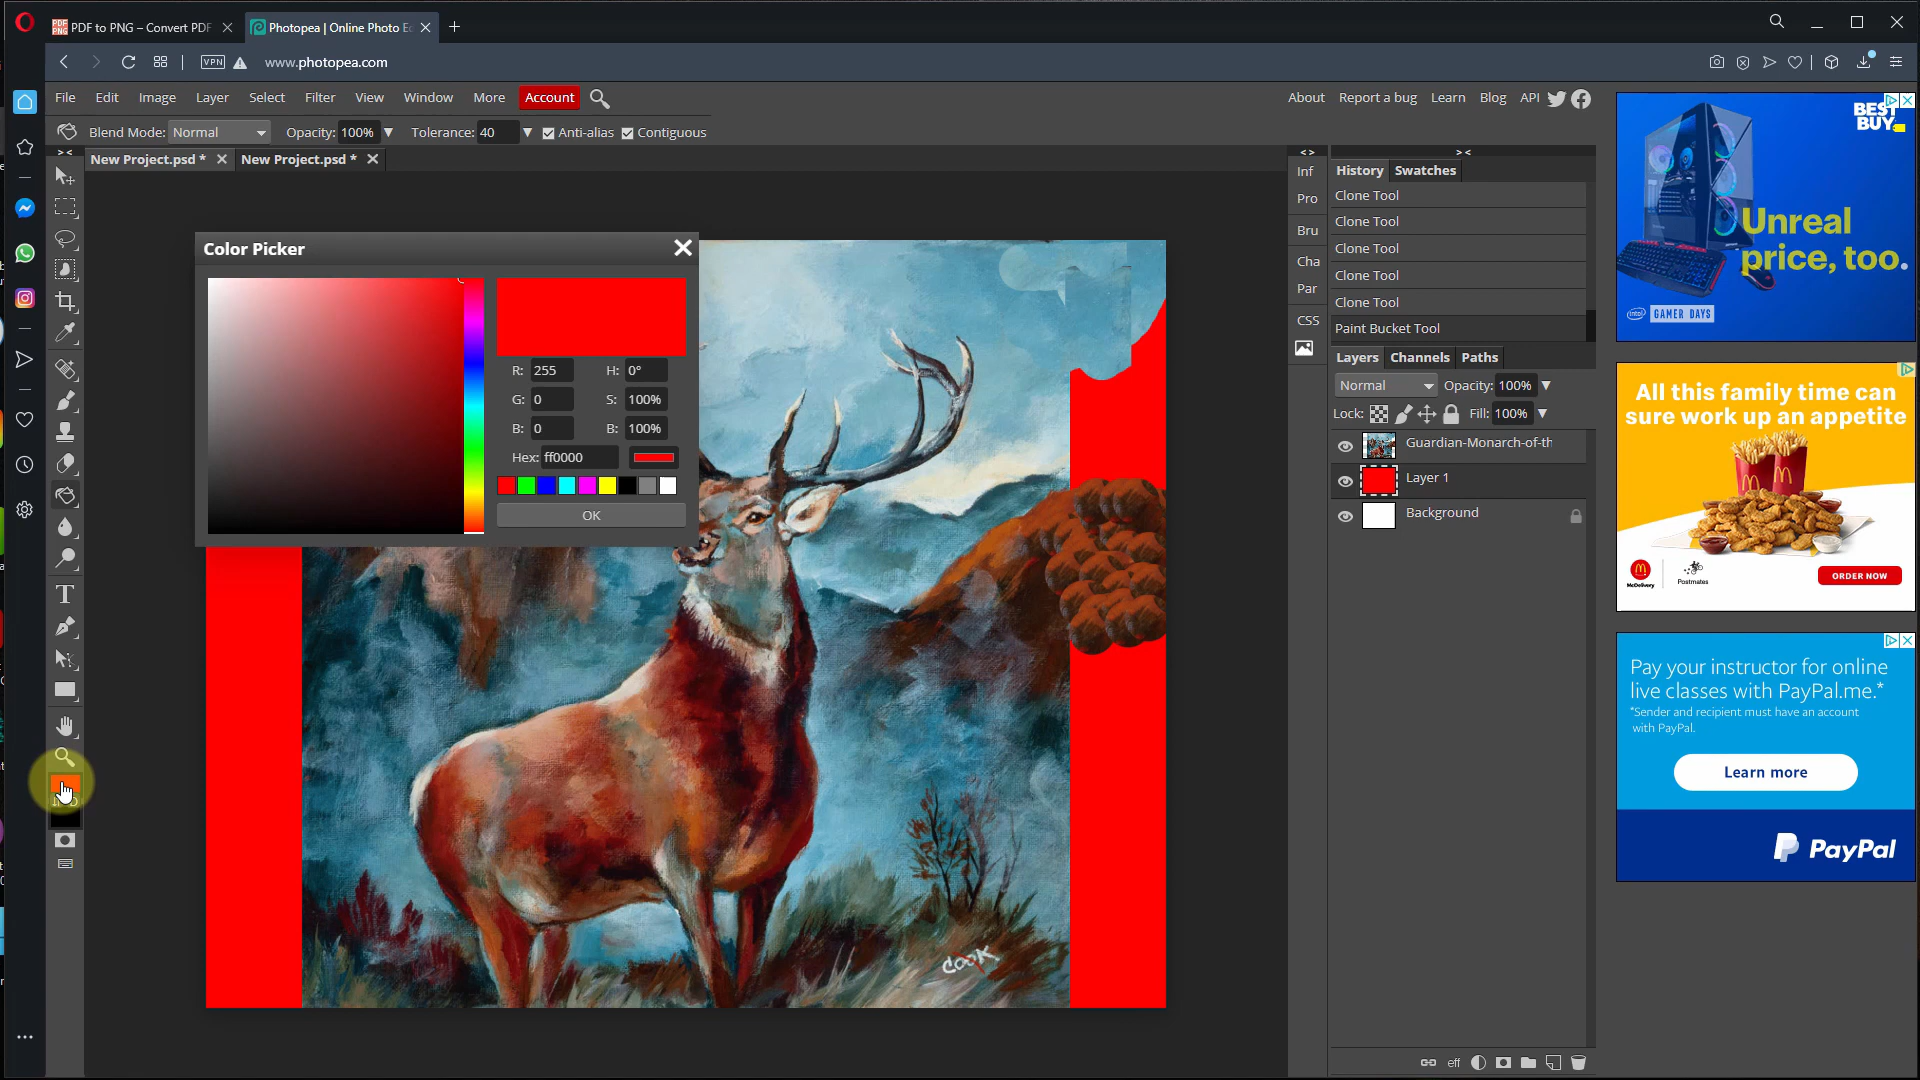 PDF to PNG – Convert PDF
Photopea | Online Photo Ec
VPN
www.photopea.com
File Edit Image Layer Select Filter View Window More Account
About Report a bug Learn Blog API
Blend Mode: Normal Opacity: 100% Tolerance: 40 Anti-alias Contiguous
New Project.psd * New Project.psd *
Color Picker
R: 255 H: 0°
G: 0 S: 100%
B: 0 B: 100%
Hex: ff0000
OK
Cook
Inf
Pro
Bru
Cha
Par
CSS
History Swatches
Clone Tool
Clone Tool
Clone Tool
Clone Tool
Clone Tool
Paint Bucket Tool
Layers Channels Paths
Normal Opacity: 100%
Lock: Fill: 100%
Guardian-Monarch-of-th
Layer 1
Background
eff
BEST BUY
Unreal
price, too.
intel GAMER DAYS
All this family time can
sure work up an appetite
McDelivery Postmates ORDER NOW
Pay your instructor for online
live classes with PayPal.me.*
*Sender and recipient must have an account
with PayPal.
Learn more
PayPal